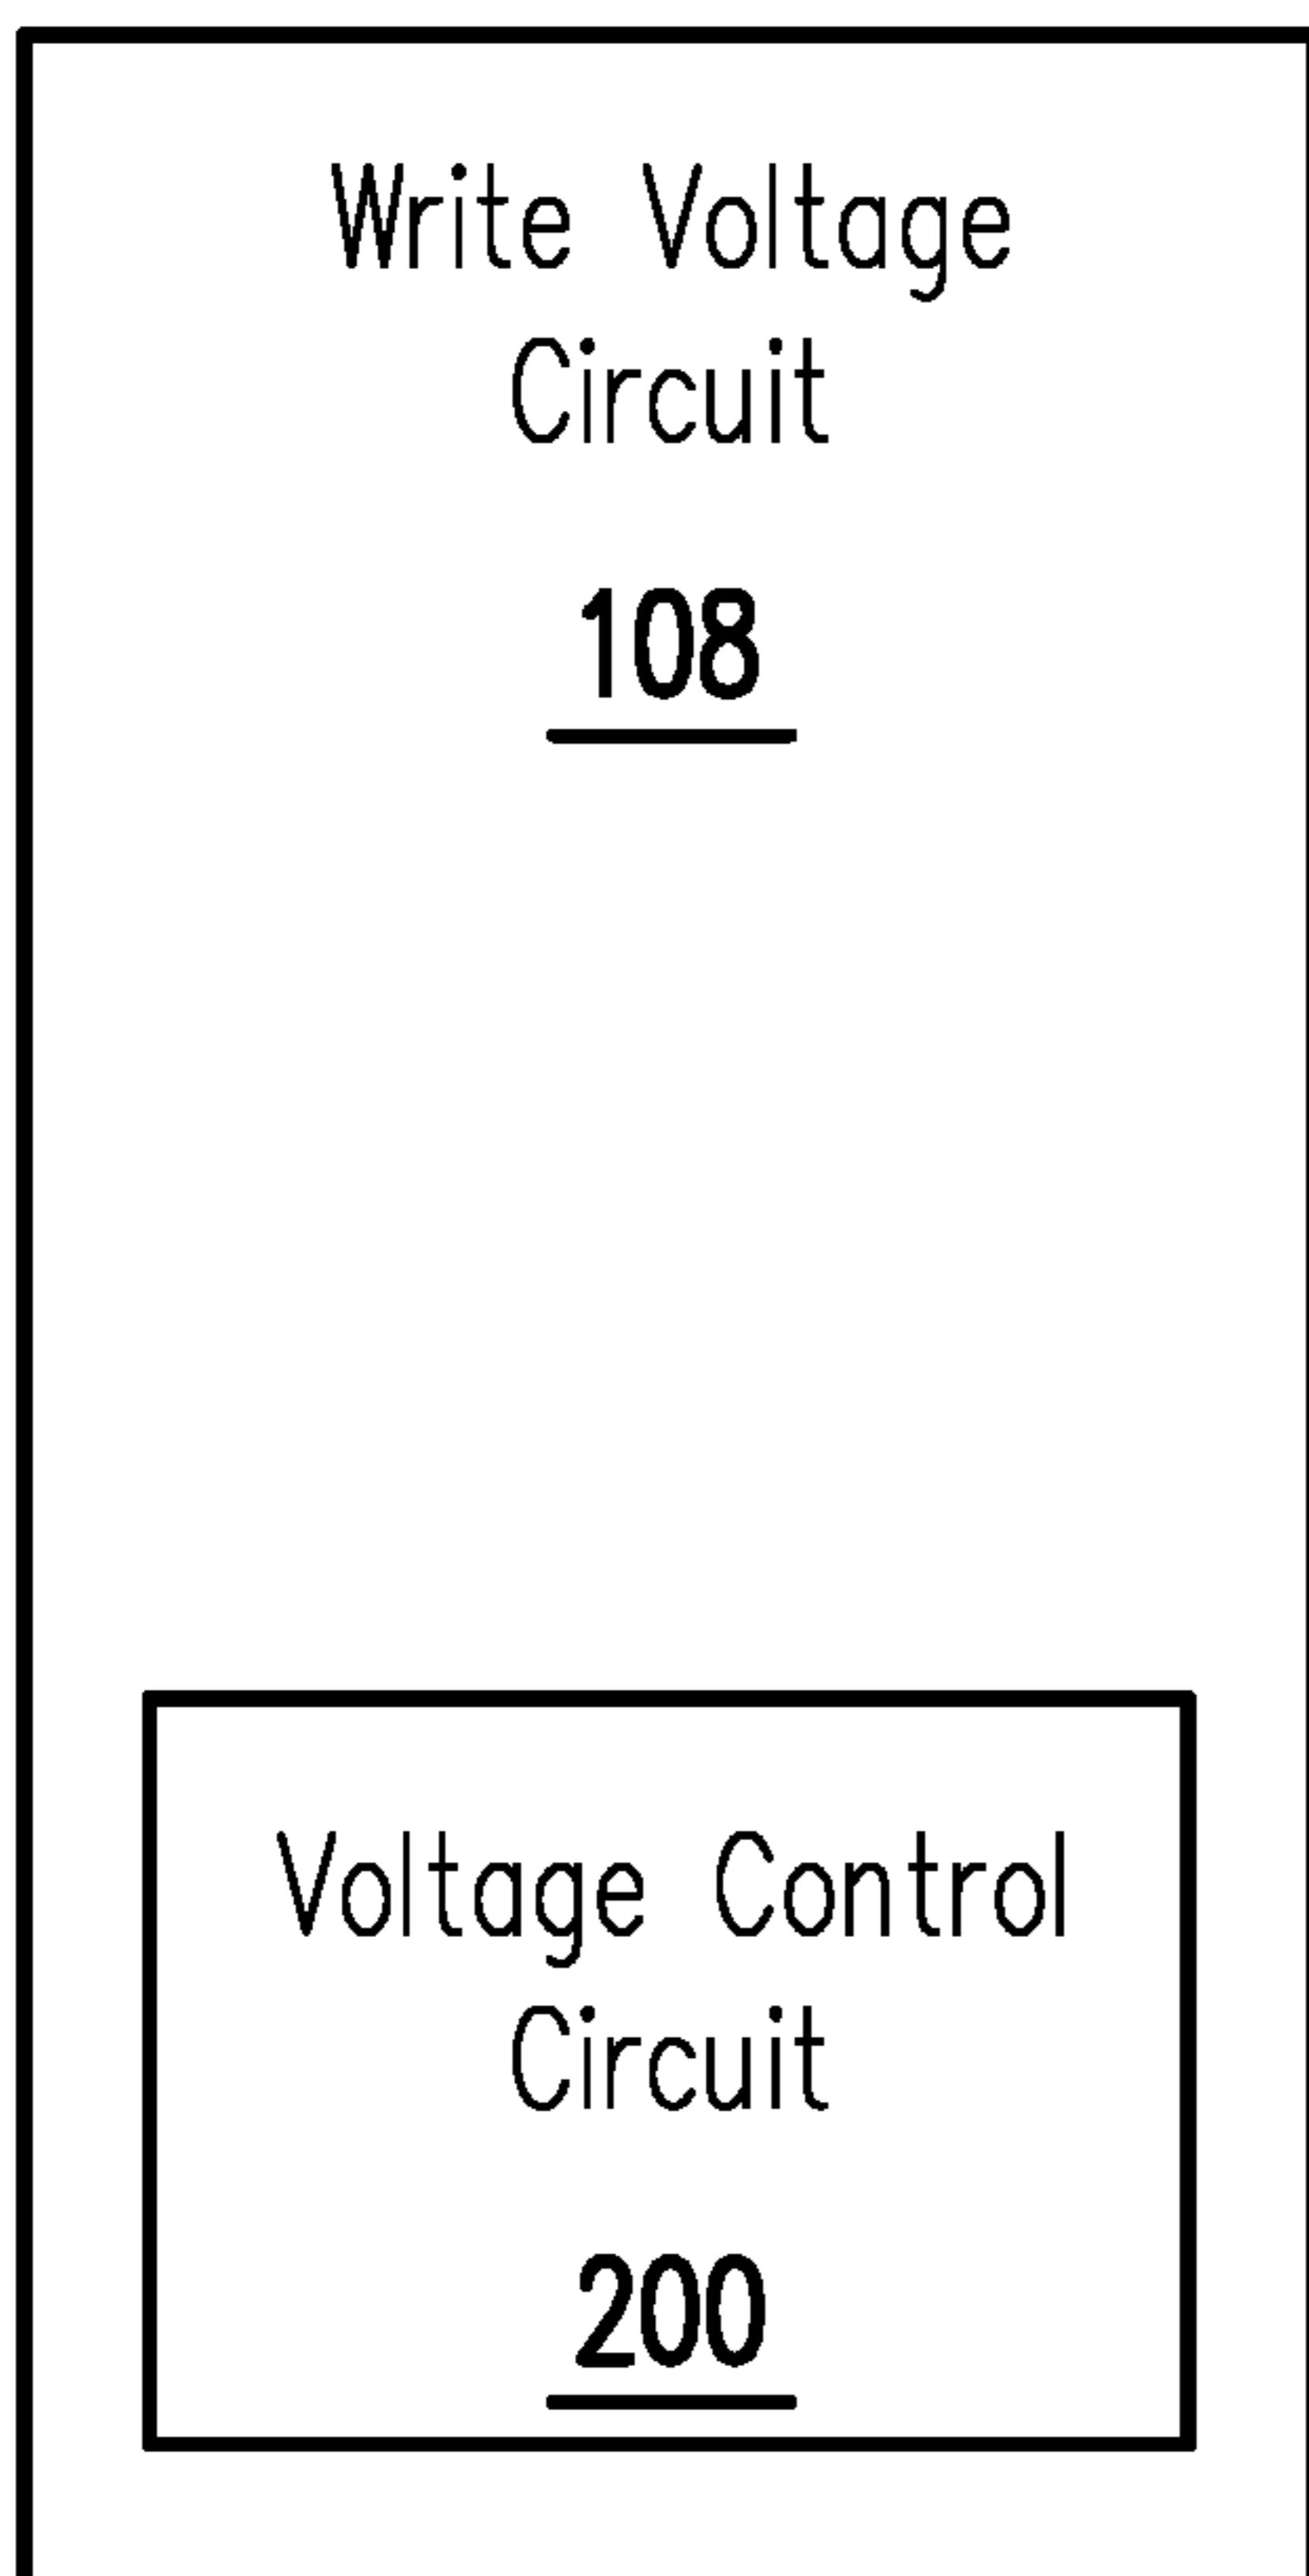 Write Voltage
Circuit
108
Voltage Control
Circuit
200